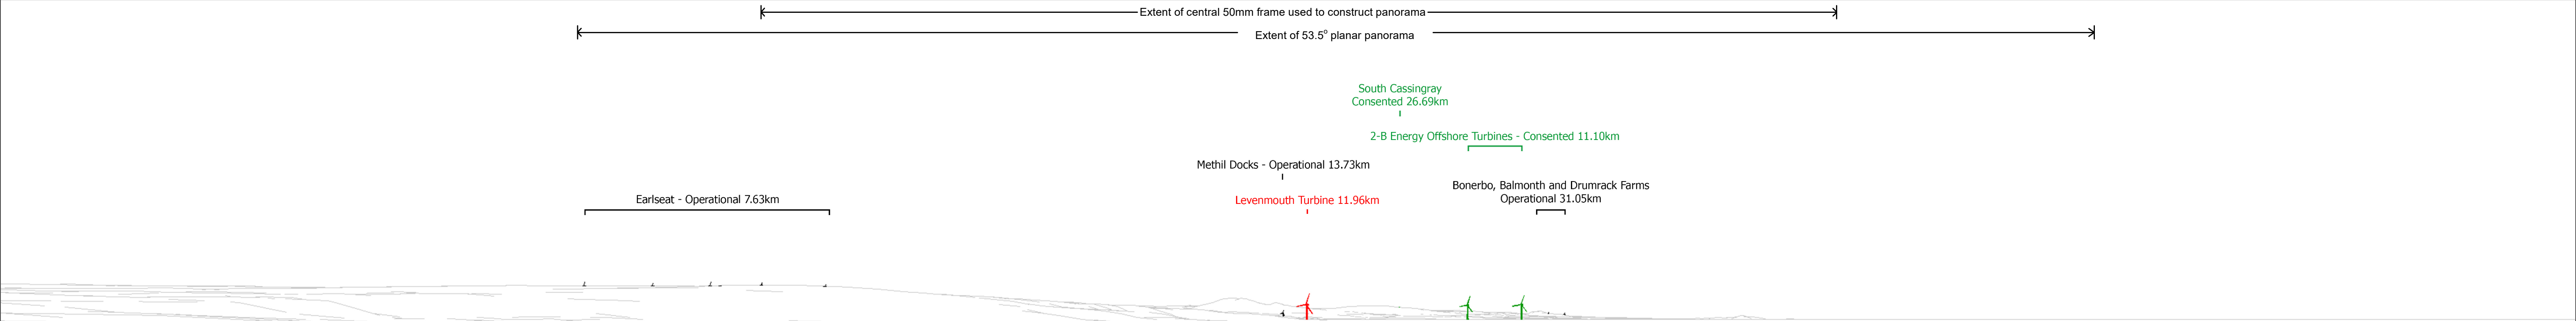 Extent of central 50mm frame used to construct panorama
Extent of 53.5° planar panorama
South Cassingray
Consented 26.69km
2-B Energy Offshore Turbines - Consented 11.10km
Methil Docks - Operational 13.73km
Bonerbo, Balmonth and Drumrack Farms
Operational 31.05km
Earlseat - Operational 7.63km
Levenmouth Turbine 11.96km